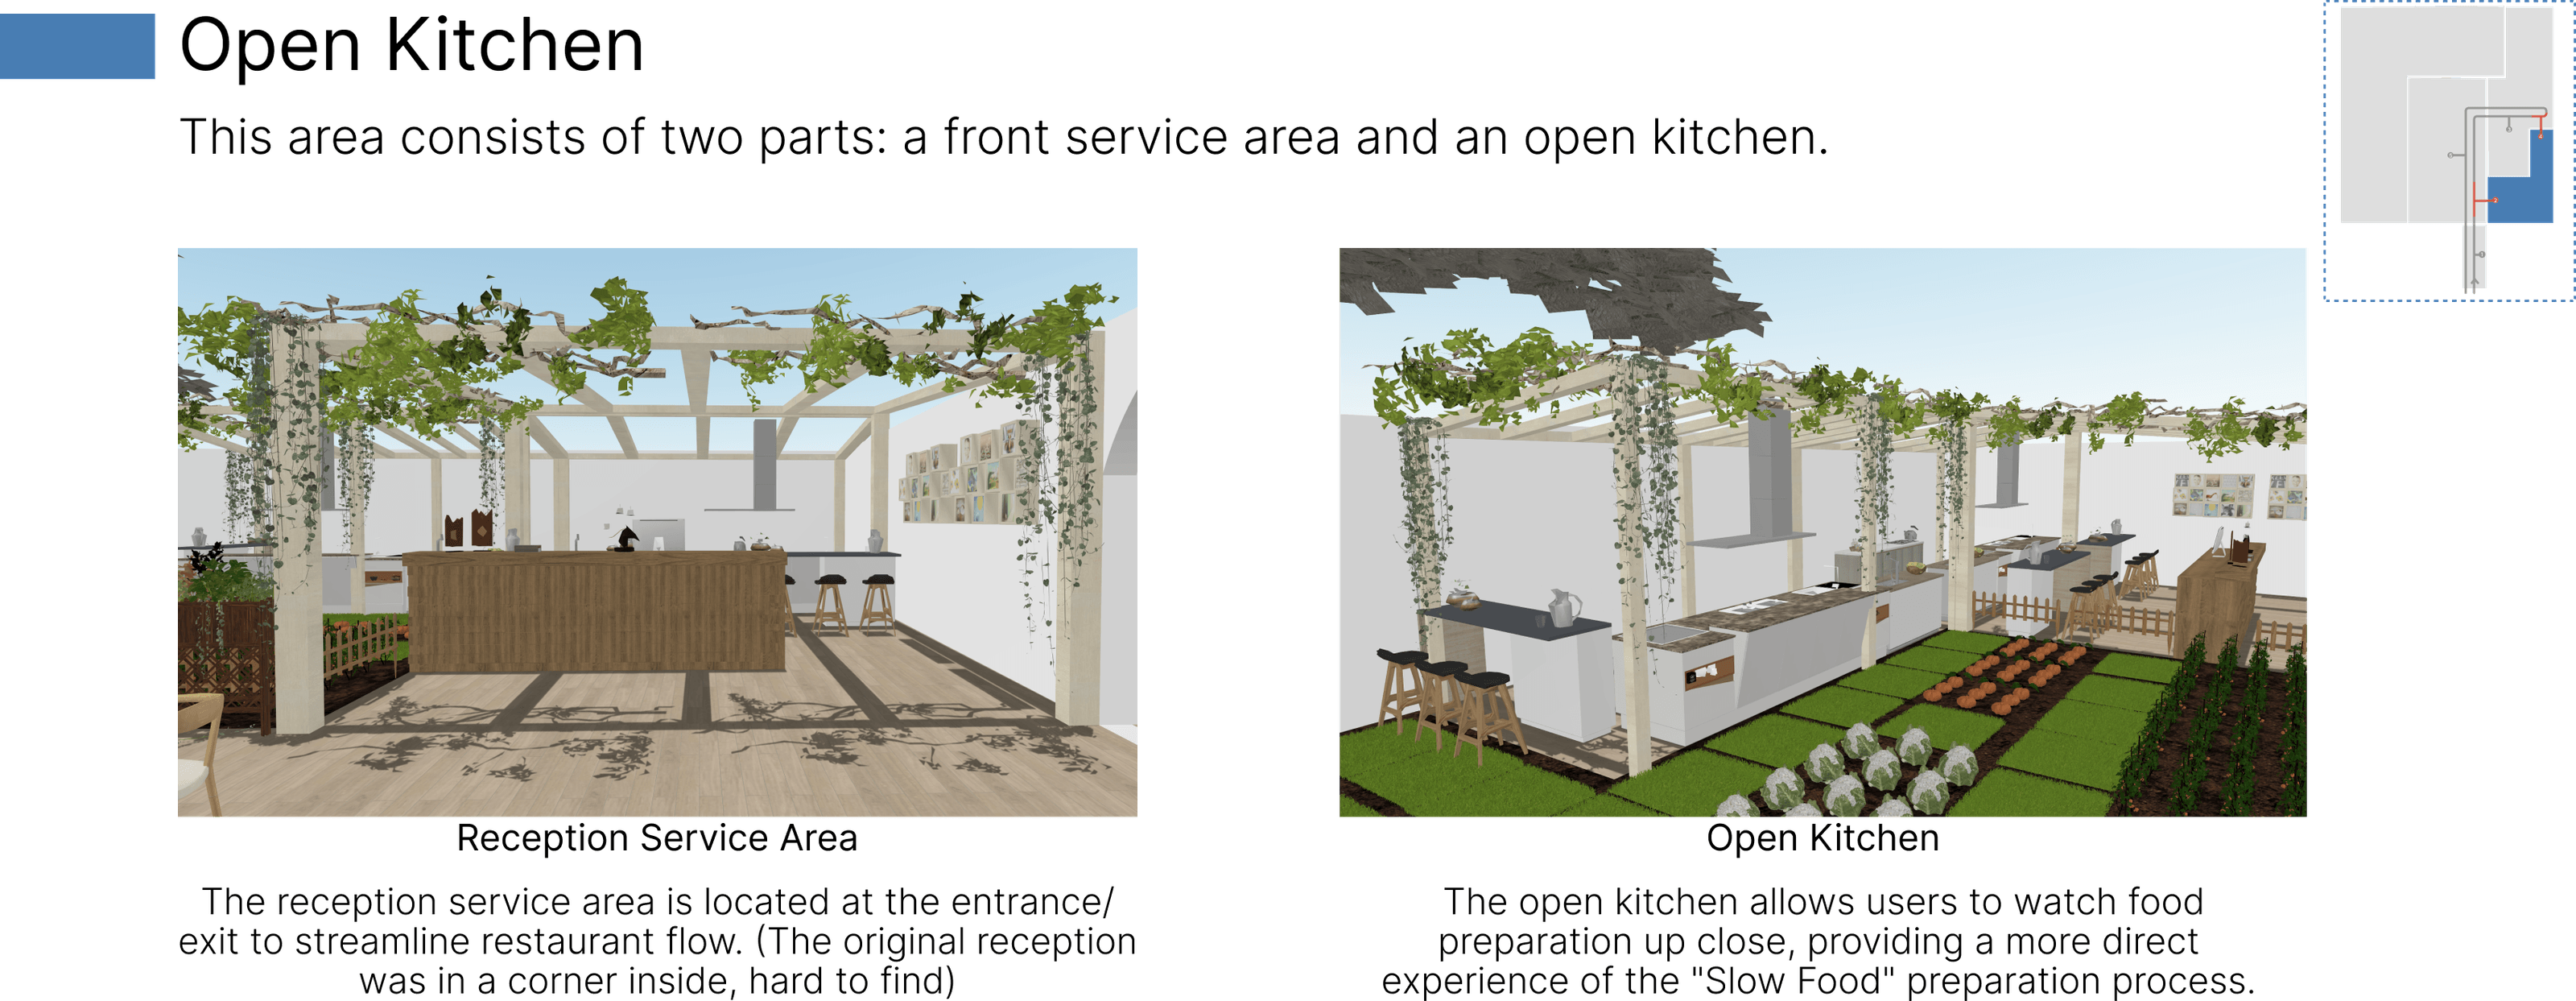 Open Kitchen
This area consists of two parts: a front service area and an open kitchen.
Reception Service Area
The reception service area is located at the entrance/
exit to streamline restaurant flow. (The original reception
was in a corner inside, hard to find)
Open Kitchen
The open kitchen allows users to watch food
preparation up close, providing a more direct
experience of the "Slow Food" preparation process.